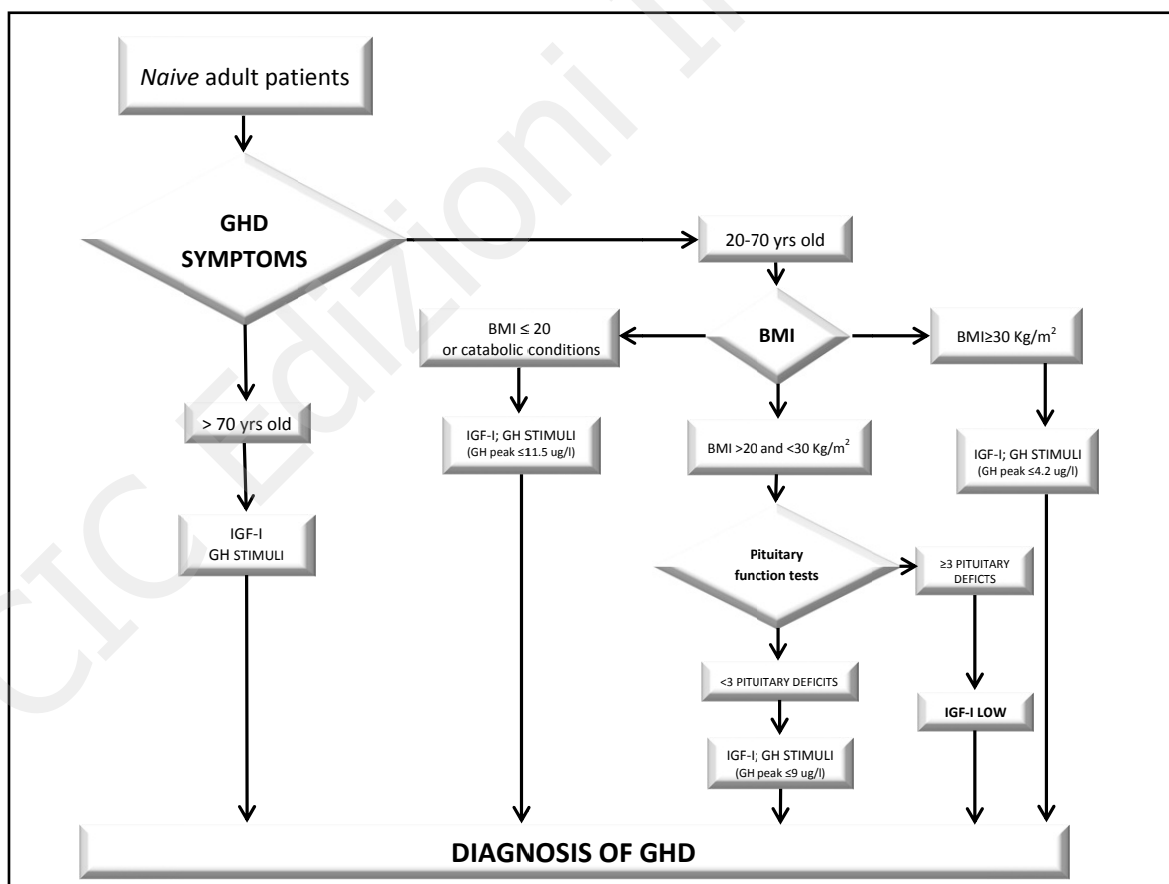 Naive adult patients
GHD
SYMPTOMS
20-70 yrs old
BMI ≤ 20
or catabolic conditions
BMI
BMI≥30 Kg/m²
> 70 yrs old
IGF-I; GH STIMULI
(GH peak ≤11.5 ug/l)
BMI >20 and <30 Kg/m²
IGF-I; GH STIMULI
(GH peak ≤4.2 ug/l)
IGF-I
GH STIMULI
Pituitary
function tests
≥3 PITUITARY
DEFICTS
<3 PITUITARY DEFICITS
IGF-I LOW
IGF-I; GH STIMULI
(GH peak ≤9 ug/l)
DIAGNOSIS OF GHD
CIC Edizioni